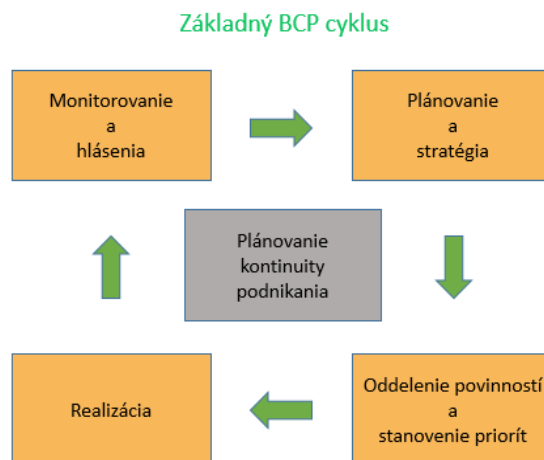 Základný BCP cyklus
Monitorovanie
a
hlásenia
Plánovanie
a
stratégia
Plánovanie
kontinuity
podnikania
Realizácia
Oddelenie povinností
a
stanovenie priorít